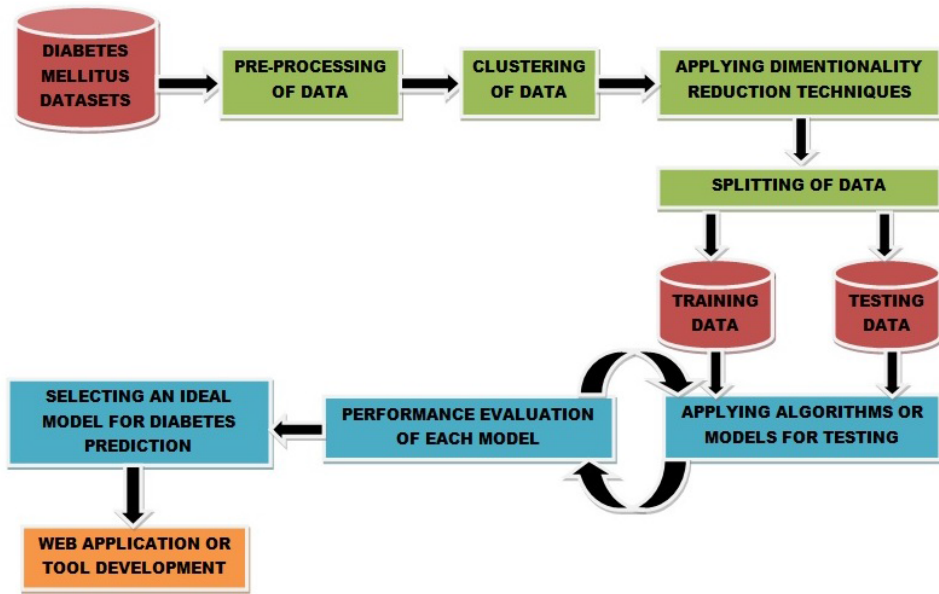 DIABETES
MELLITUS
DATASETS
PRE-PROCESSING
OF DATA
CLUSTERING
OF DATA
APPLYING DIMENTIONALITY
REDUCTION TECHNIQUES
SPLITTING OF DATA
TRAINING
DATA
TESTING
DATA
APPLYING ALGORITHMS OR
MODELS FOR TESTING
PERFORMANCE EVALUATION
OF EACH MODEL
SELECTING AN IDEAL
MODEL FOR DIABETES
PREDICTION
WEB APPLICATION OR
TOOL DEVELOPMENT